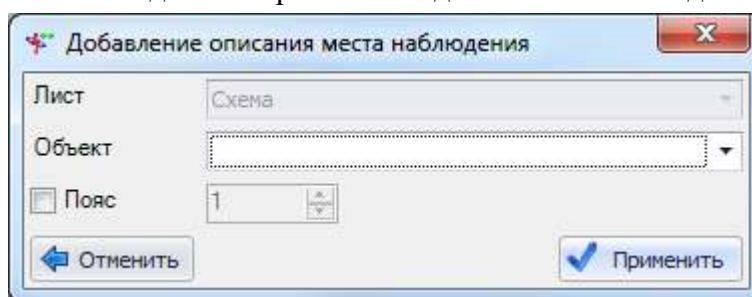 Добавление описания места наблюдения
Лист
Схема
Объект
Пояс
1
Отменить
Применить